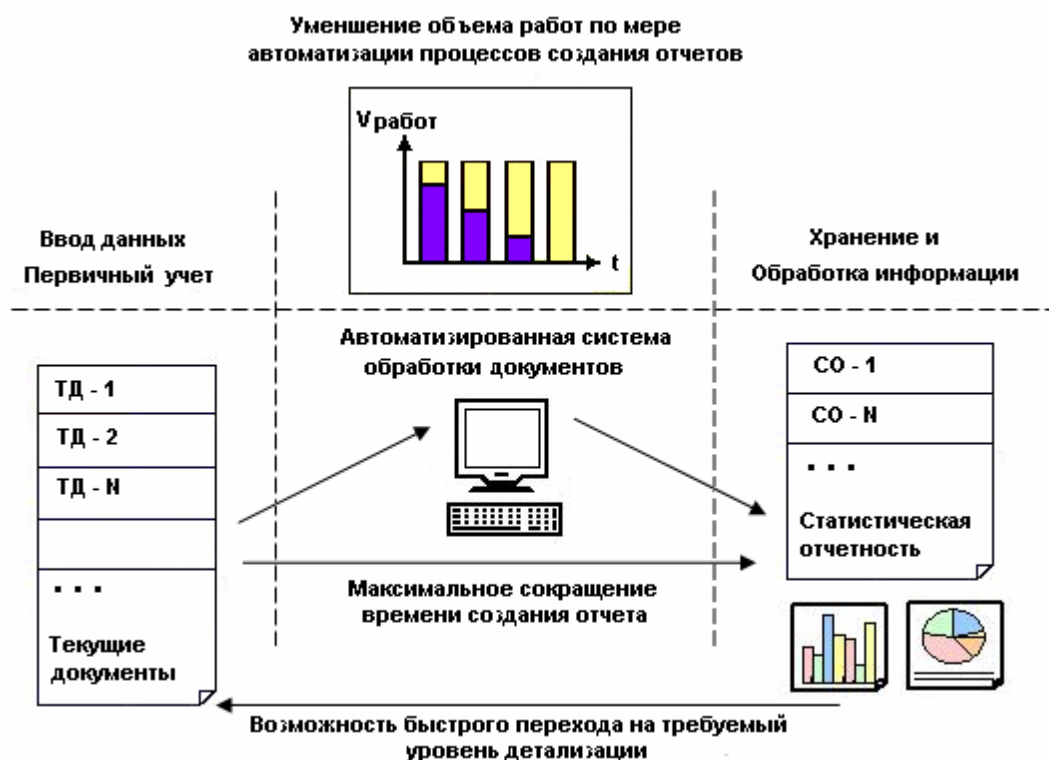 Уменшение объема работ по мере
автоматизации процессов создания отчетов
Vработ
t
Ввод данных
Первичный учет
Хранение и
Обработка информации
Автоматизированная система
обработки документов
ТД - 1
ТД - 2
ТД - N
. . .
Текущие
документы
СО - 1
СО - N
. . .
Статистическая
отчетность
Максимальное сокращение
времени создания отчета
Возможность быстрого перехода на требуемый
уровень детализации